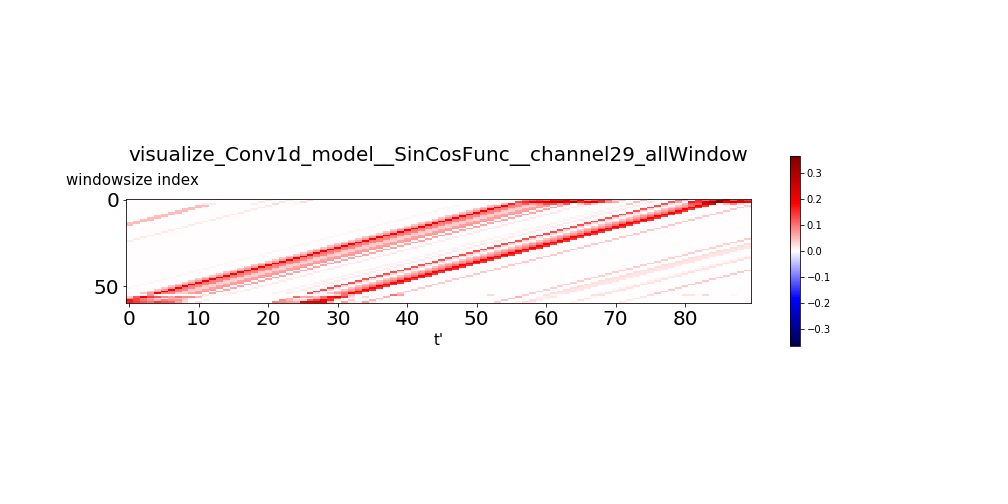 visualize_Conv1d_model__SinCosFunc__channel29_allWindow
windowsize index
0
50
0 10 20 30 40 50 60 70 80
t'
0.3
0.2
0.1
0.0
−0.1
−0.2
−0.3